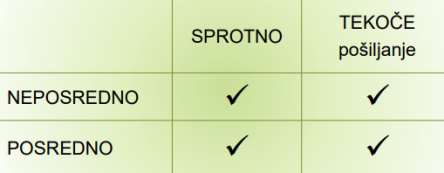 SPROTNO
TEKOČE
pošiljanje
NEPOSREDNO ✓ ✓
POSREDNO ✓ ✓